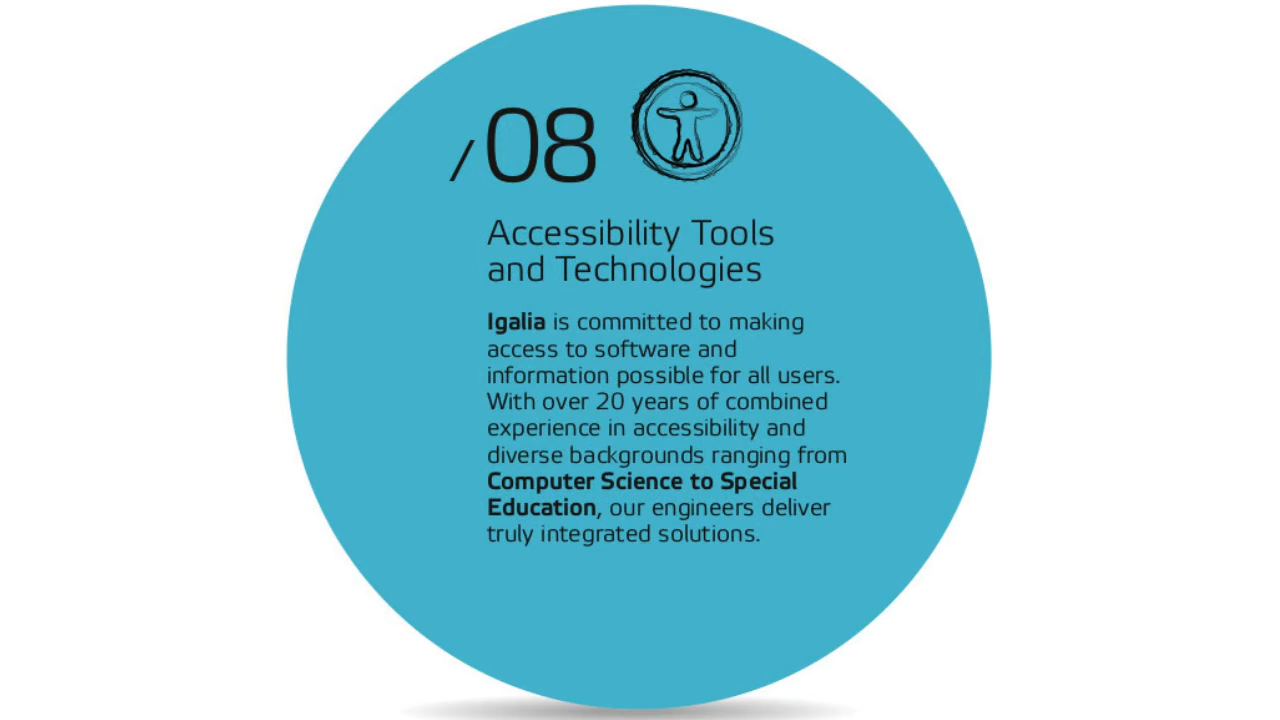 /08
Accessibility Tools
and Technologies
Igalia is committed to making
access to software and
information possible for all users.
With over 20 years of combined
experience in accessibility and
diverse backgrounds ranging from
Computer Science to Special
Education, our engineers deliver
truly integrated solutions.